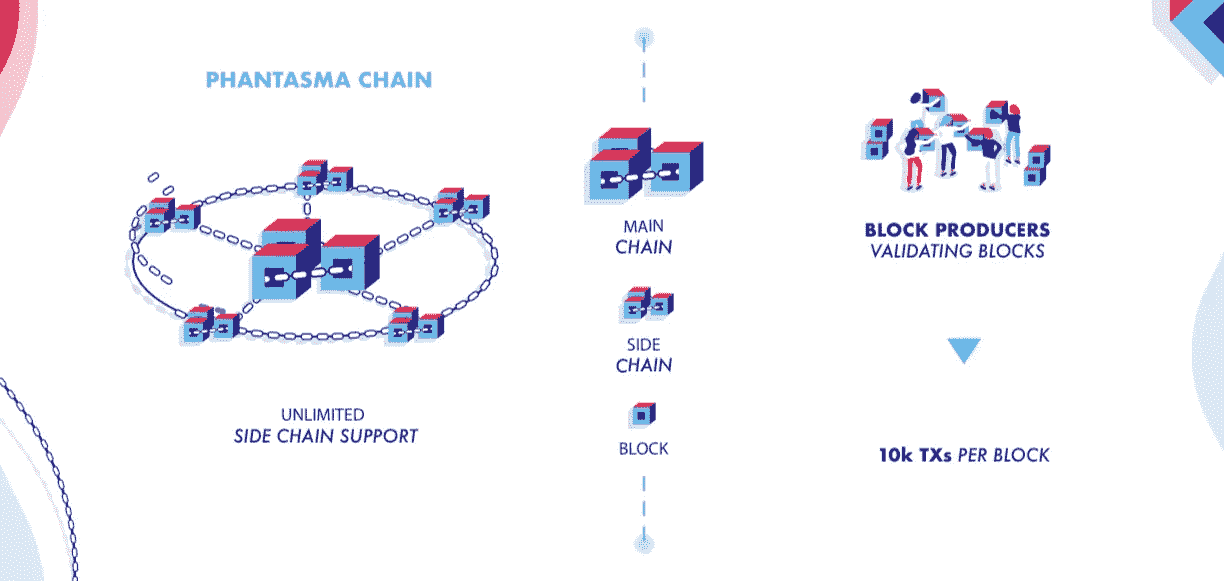 PHANTASMA CHAIN
UNLIMITED
SIDE CHAIN SUPPORT
MAIN
CHAIN
SIDE
CHAIN
BLOCK
BLOCK PRODUCERS
VALIDATING BLOCKS
10k TXs PER BLOCK